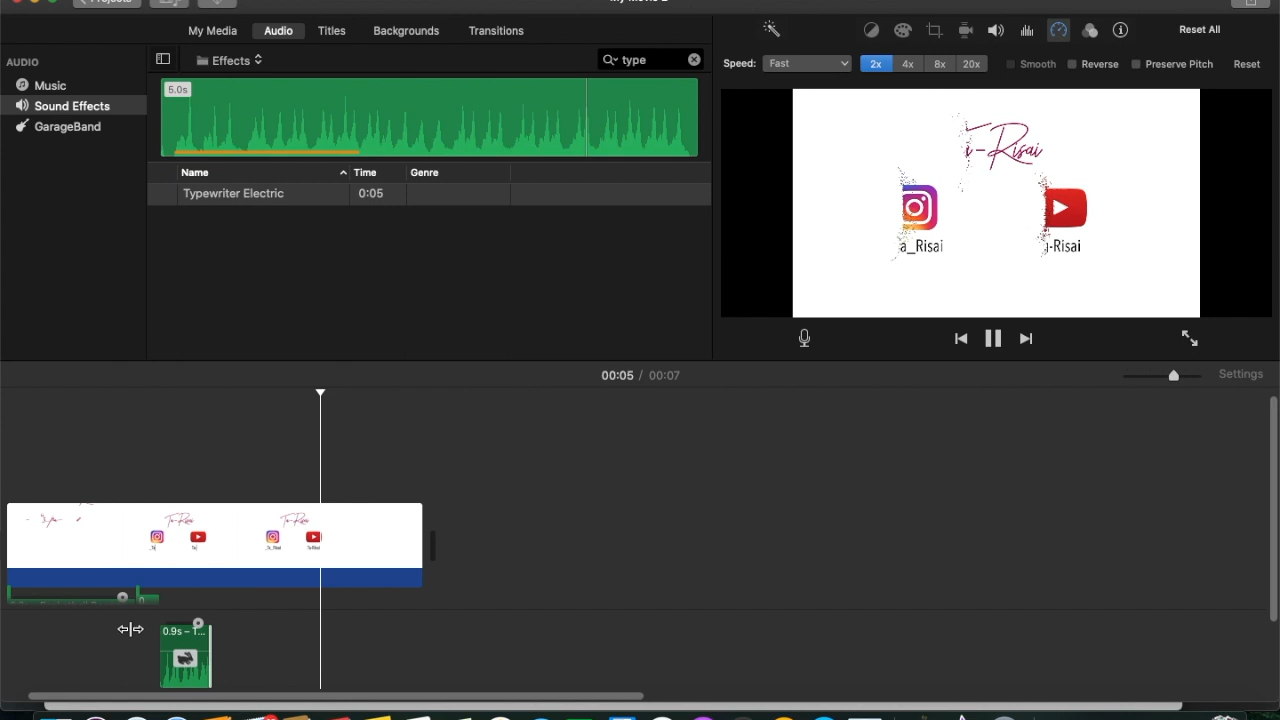 My Media Audio Titles Backgrounds Transitions
Reset All
AUDIO
Music
Sound Effects
GarageBand
Effects
type
5.0s
Name Time Genre
Typewriter Electric 0:05
Speed: Fast 2x 4x 8x 20x Smooth Reverse Preserve Pitch Reset
i-Risai
a_Risai
-Risai
00:05 / 00:07
Settings
0.9s – T...